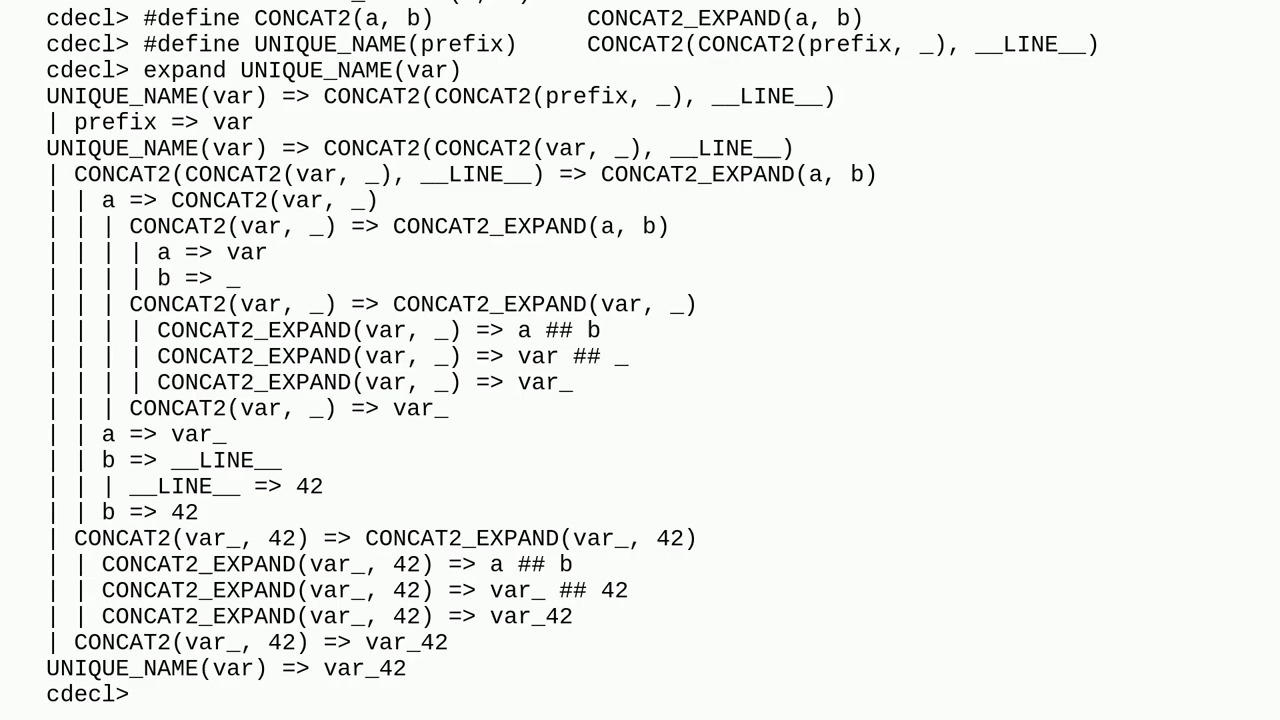 cdecl> #define CONCAT2(a, b)           CONCAT2_EXPAND(a, b)
cdecl> #define UNIQUE_NAME(prefix)     CONCAT2(CONCAT2(prefix, _), __LINE__)
cdecl> expand UNIQUE_NAME(var)
UNIQUE_NAME(var) => CONCAT2(CONCAT2(prefix, _), __LINE__)
| prefix => var
UNIQUE_NAME(var) => CONCAT2(CONCAT2(var, _), __LINE__)
| CONCAT2(CONCAT2(var, _), __LINE__) => CONCAT2_EXPAND(a, b)
| | a => CONCAT2(var, _)
| | | CONCAT2(var, _) => CONCAT2_EXPAND(a, b)
| | | | a => var
| | | | b => _
| | | CONCAT2(var, _) => CONCAT2_EXPAND(var, _)
| | | | CONCAT2_EXPAND(var, _) => a ## b
| | | | CONCAT2_EXPAND(var, _) => var ## _
| | | | CONCAT2_EXPAND(var, _) => var_
| | | CONCAT2(var, _) => var_
| | a => var_
| | b => __LINE__
| | | __LINE__ => 42
| | b => 42
| CONCAT2(var_, 42) => CONCAT2_EXPAND(var_, 42)
| | CONCAT2_EXPAND(var_, 42) => a ## b
| | CONCAT2_EXPAND(var_, 42) => var_ ## 42
| | CONCAT2_EXPAND(var_, 42) => var_42
| CONCAT2(var_, 42) => var_42
UNIQUE_NAME(var) => var_42
cdecl>